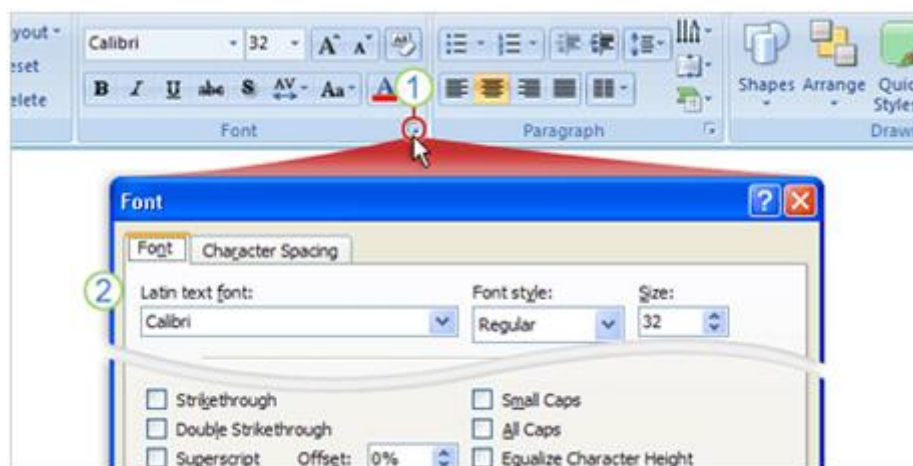 yout
Calibri 32 A A
eset
elete
B I U abc S AV Aa A
1
Shapes Arrange Quic
Styles
Font Paragraph Draw
Font
Font Character Spacing
2
Latin text font: Font style: Size:
Calibri Regular 32
Strikethrough Small Caps
Double Strikethrough All Caps
Superscript Offset: 0% Equalize Character Height